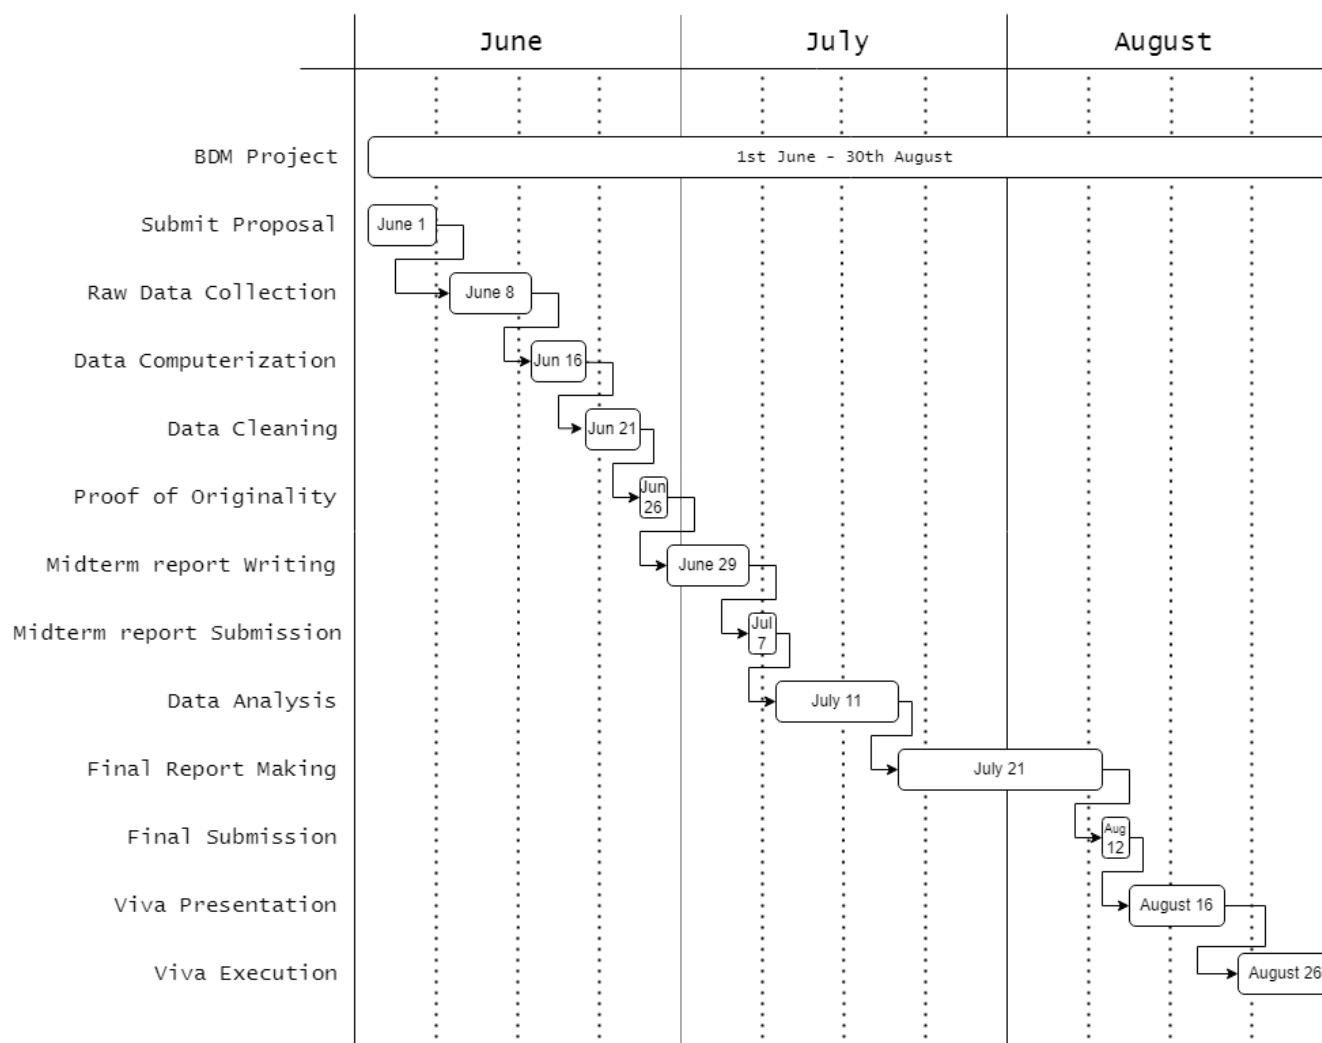 June July August
BDM Project 1st June - 30th August
Submit Proposal June 1
Raw Data Collection June 8
Data Computerization Jun 16
Data Cleaning Jun 21
Proof of Originality Jun 26
Midterm report Writing June 29
Midterm report Submission Jul 7
Data Analysis July 11
Final Report Making July 21
Final Submission Aug 12
Viva Presentation August 16
Viva Execution August 26